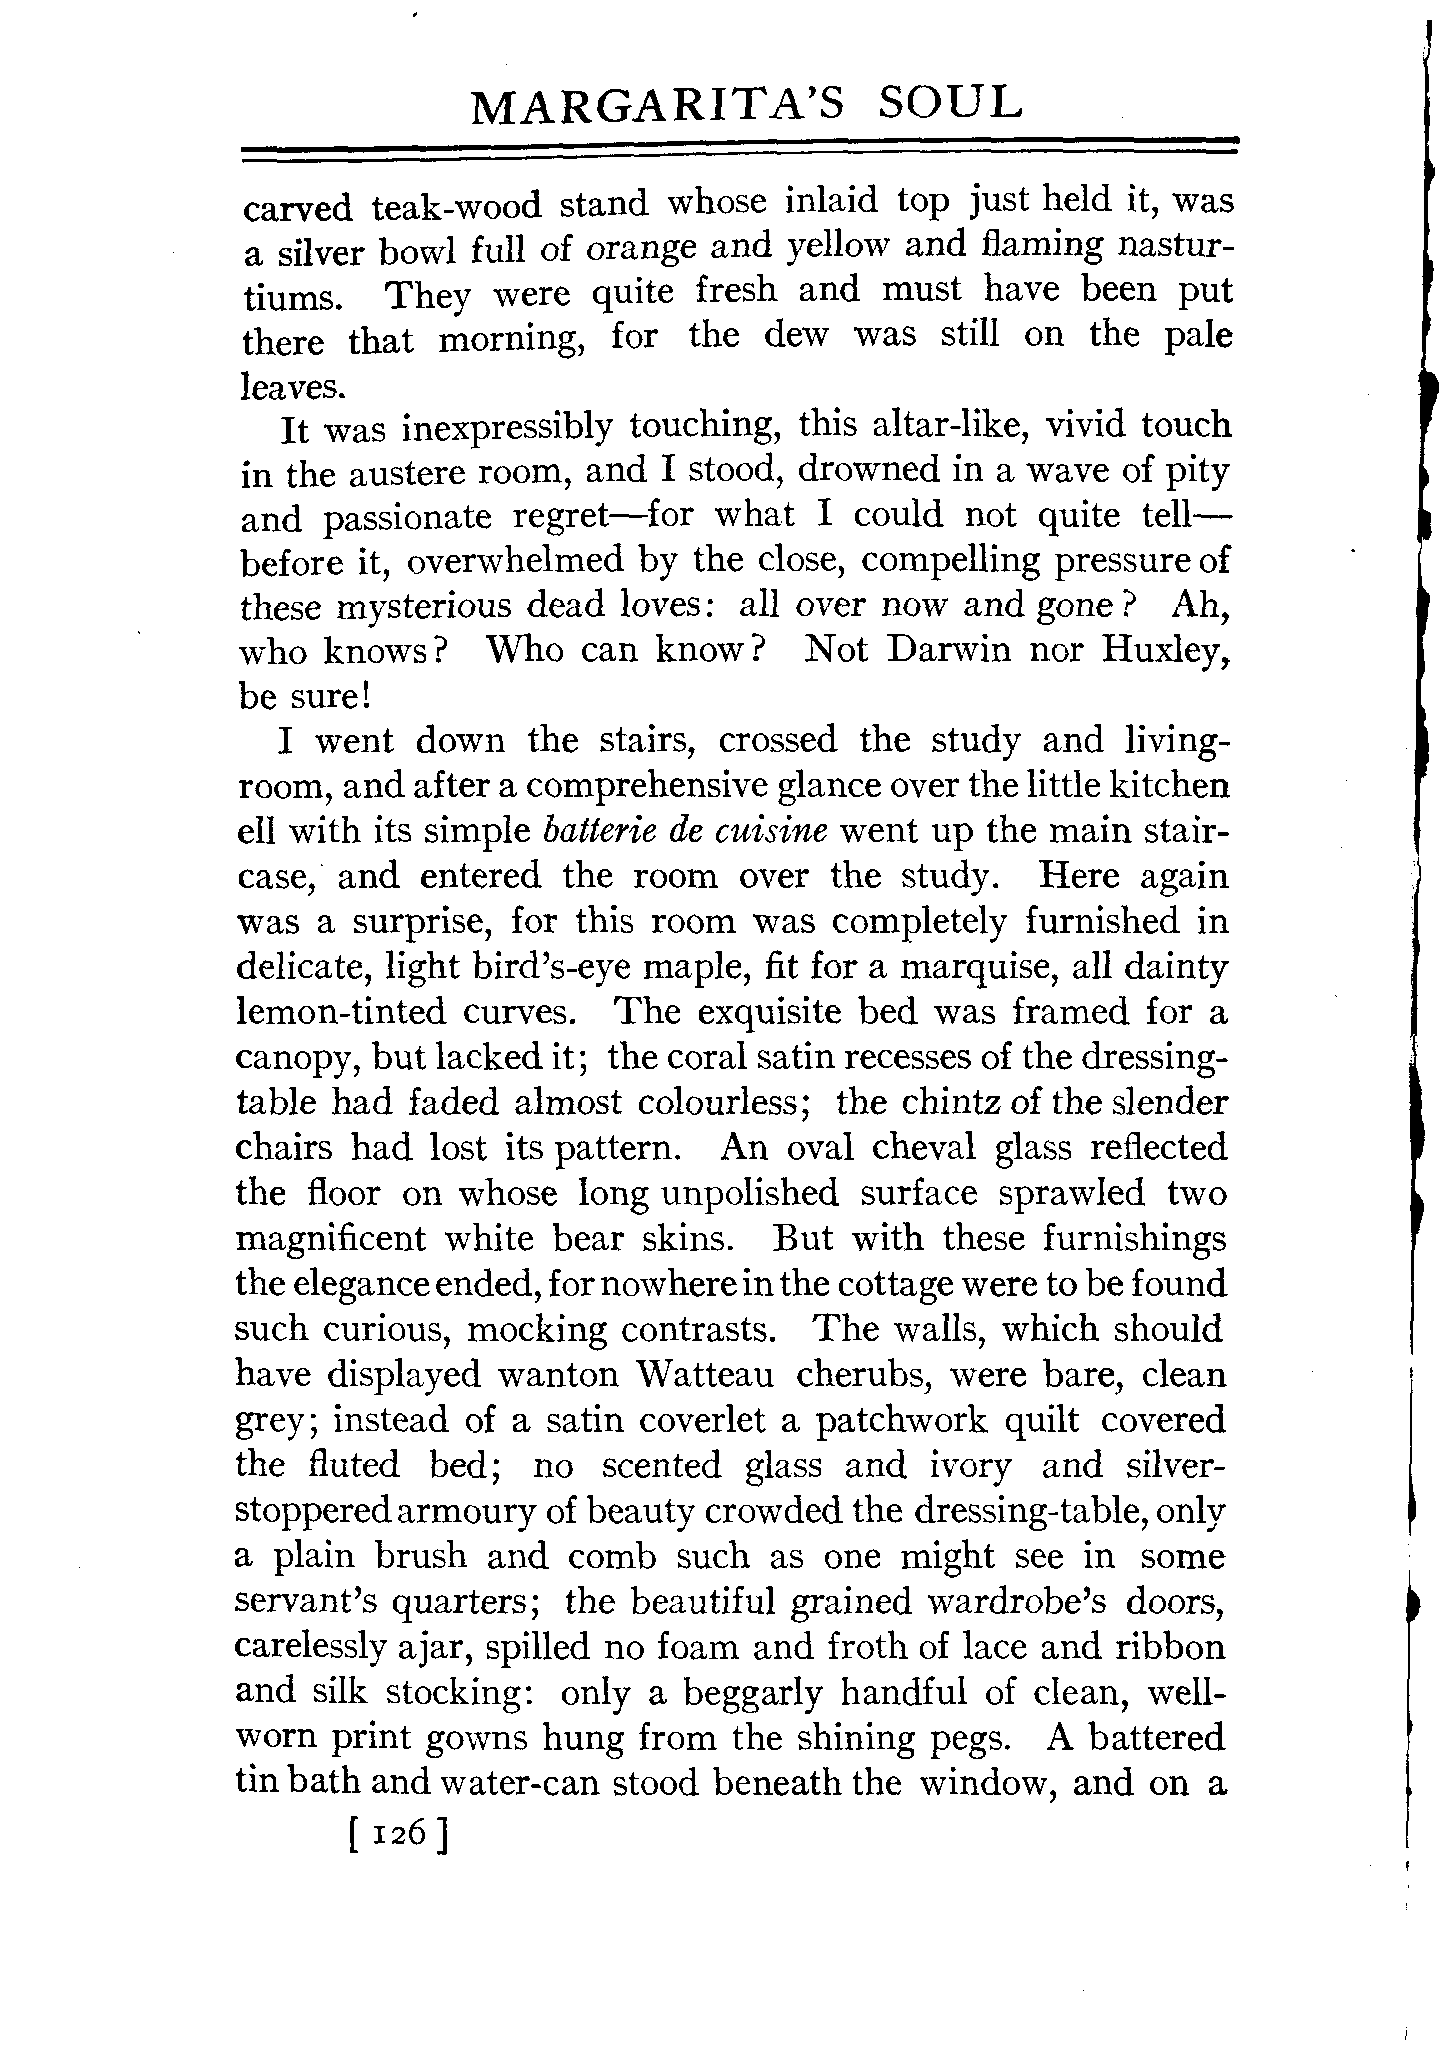 MARGARITA'S SOUL
carved teak-wood stand whose inlaid top just held it, was
a silver bowl full of orange and yellow and flaming nastur-
tiums. They were quite fresh and must have been put
there that morning, for the dew was still on the pale
leaves.
It was inexpressibly touching, this altar-like, vivid touch
in the austere room, and I stood, drowned in a wave of pity
and passionate regret—for what I could not quite tell—
before it, overwhelmed by the close, compelling pressure of
these mysterious dead loves: all over now and gone? Ah,
who knows? Who can know? Not Darwin nor Huxley,
be sure!
I went down the stairs, crossed the study and living-
room, and after a comprehensive glance over the little kitchen
ell with its simple batterie de cuisine went up the main stair-
case, and entered the room over the study. Here again
was a surprise, for this room was completely furnished in
delicate, light bird's-eye maple, fit for a marquise, all dainty
lemon-tinted curves. The exquisite bed was framed for a
canopy, but lacked it; the coral satin recesses of the dressing-
table had faded almost colourless; the chintz of the slender
chairs had lost its pattern. An oval cheval glass reflected
the floor on whose long unpolished surface sprawled two
magnificent white bear skins. But with these furnishings
the elegance ended, for nowhere in the cottage were to be found
such curious, mocking contrasts. The walls, which should
have displayed wanton Watteau cherubs, were bare, clean
grey; instead of a satin coverlet a patchwork quilt covered
the fluted bed; no scented glass and ivory and silver-
stoppered armoury of beauty crowded the dressing-table, only
a plain brush and comb such as one might see in some
servant's quarters; the beautiful grained wardrobe's doors,
carelessly ajar, spilled no foam and froth of lace and ribbon
and silk stocking: only a beggarly handful of clean, well-
worn print gowns hung from the shining pegs. A battered
tin bath and water-can stood beneath the window, and on a
[ 126 ]